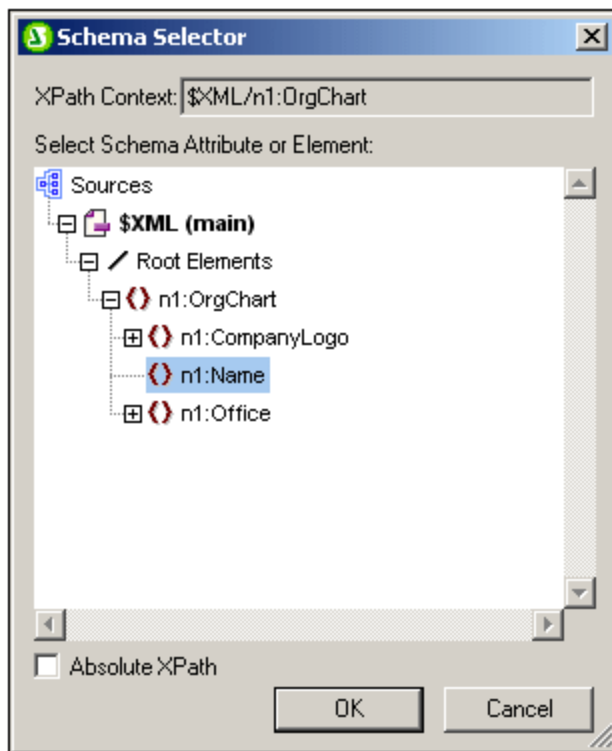 Schema Selector
XPath Context: $XML/n1:OrgChart
Select Schema Attribute or Element:
Sources
$XML (main)
Root Elements
n1:OrgChart
n1:CompanyLogo
n1:Name
n1:Office
Absolute XPath
OK Cancel